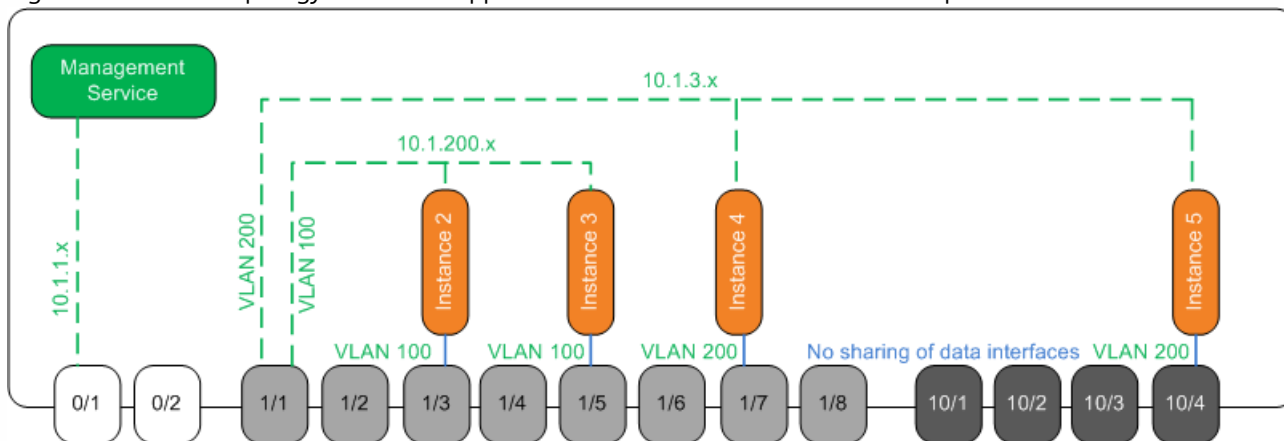 Management
Service
10.1.3.x
10.1.200.x
10.1.1.x
VLAN 200
VLAN 100
Instance 2
Instance 3
Instance 4
Instance 5
VLAN 100
VLAN 100
VLAN 200
No sharing of data interfaces
VLAN 200
0/1
0/2
1/1
1/2
1/3
1/4
1/5
1/6
1/7
1/8
10/1
10/2
10/3
10/4